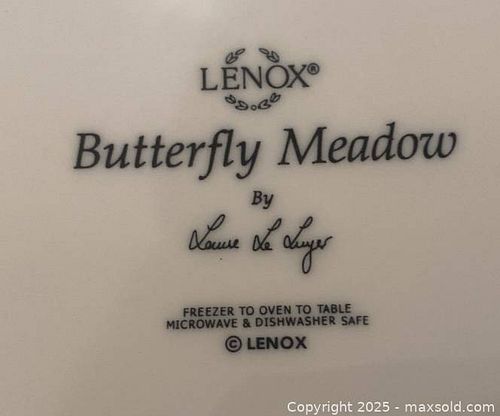 LENOX®
Butterfly Meadow
By
Louise Le Luyer
FREEZER TO OVEN TO TABLE
MICROWAVE & DISHWASHER SAFE
© LENOX
Copyright 2025 - maxsold.com